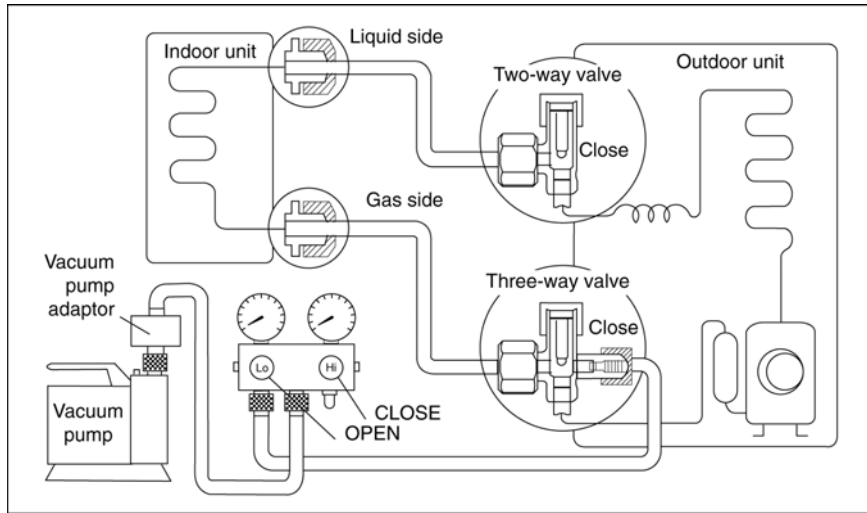 Liquid side
Indoor unit
Two-way valve
Outdoor unit
Close
Gas side
Vacuum
pump
adaptor
Three-way valve
Close
Lo
Hi
CLOSE
OPEN
Vacuum
pump